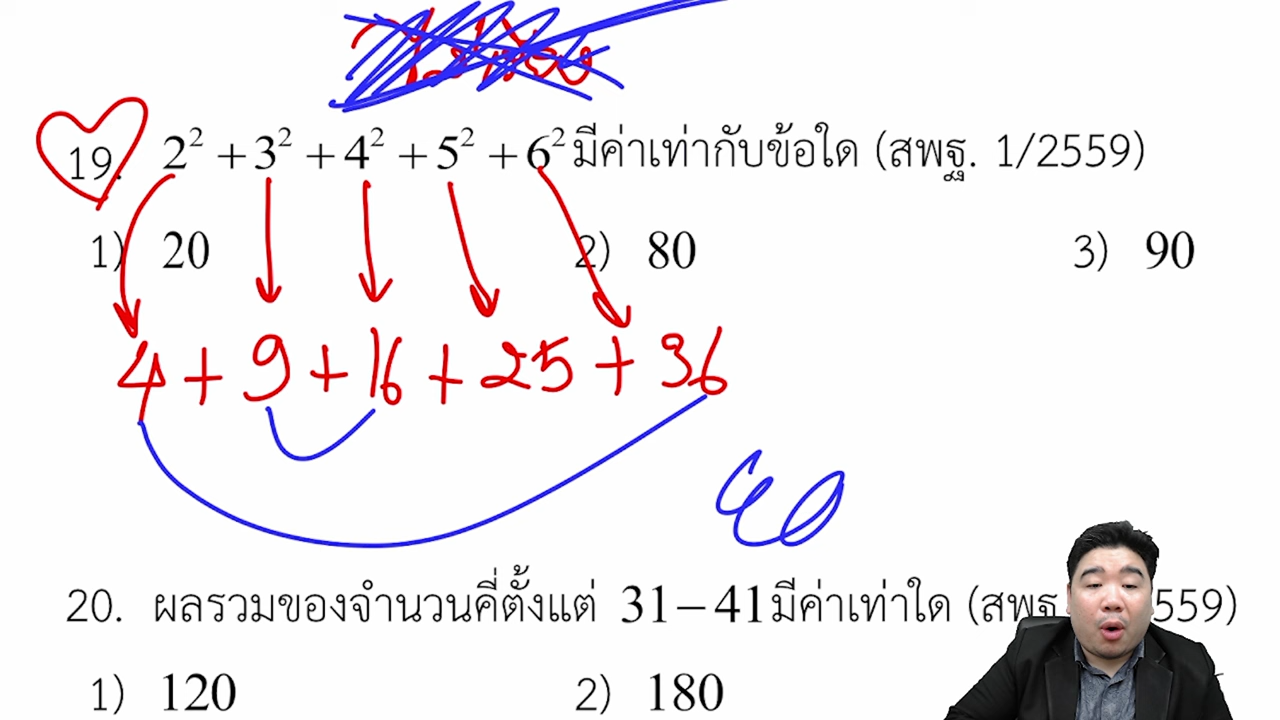 19. 2² + 3² + 4² + 5² + 6² มีค่าเท่ากับข้อใด (สพฐ. 1/2559)
1) 20 2) 80 3) 90
4 + 9 + 16 + 25 + 36
40
20. ผลรวมของจำนวนคี่ตั้งแต่ 31 – 41 มีค่าเท่าใด (สพฐ 559)
1) 120 2) 180